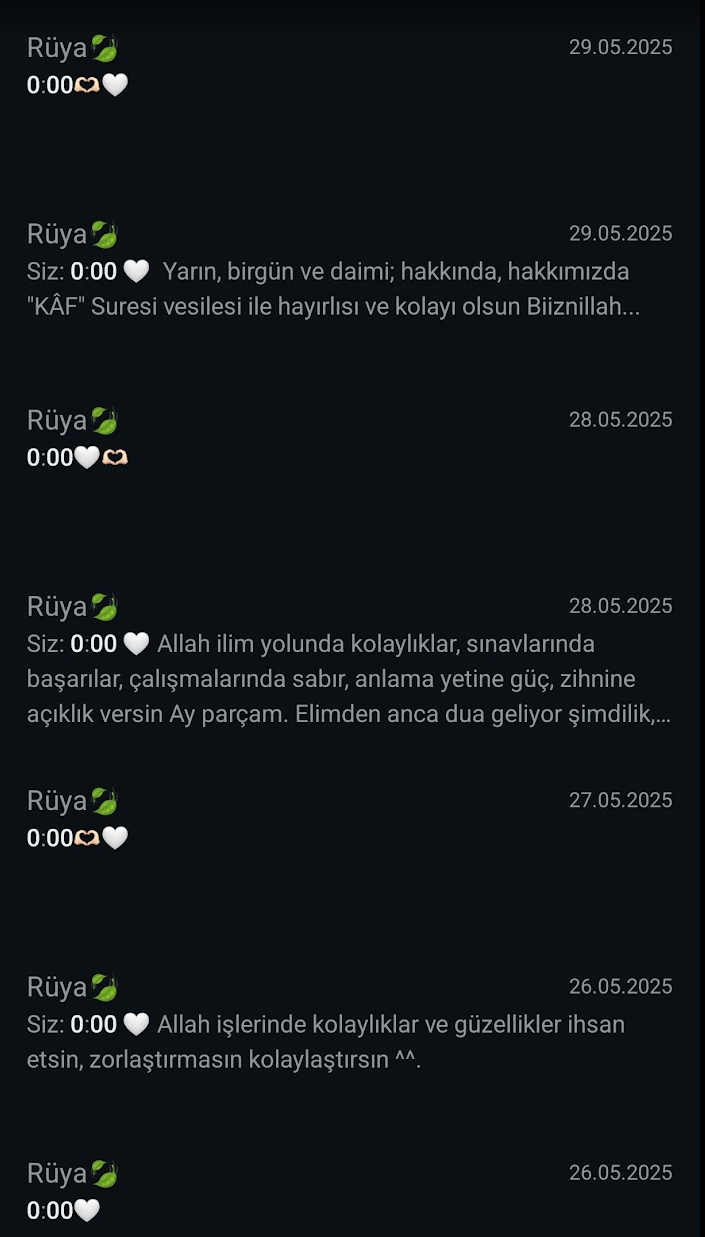 Rüya🍃 29.05.2025
0:00🫶🏻🤍
Rüya🍃 29.05.2025
Siz: 0:00 🤍 Yarın, birgün ve daimi; hakkında, hakkımızda
"KÂF" Suresi vesilesi ile hayırlısı ve kolayı olsun Biiznillah...
Rüya🍃 28.05.2025
0:00🤍🫶🏻
Rüya🍃 28.05.2025
Siz: 0:00 🤍 Allah ilim yolunda kolaylıklar, sınavlarında
başarılar, çalışmalarında sabır, anlama yetine güç, zihnine
açıklık versin Ay parçam. Elimden anca dua geliyor şimdilik,...
Rüya🍃 27.05.2025
0:00🫶🏻🤍
Rüya🍃 26.05.2025
Siz: 0:00 🤍 Allah işlerinde kolaylıklar ve güzellikler ihsan
etsin, zorlaştırmasın kolaylaştırsın ^^.
Rüya🍃 26.05.2025
0:00🤍